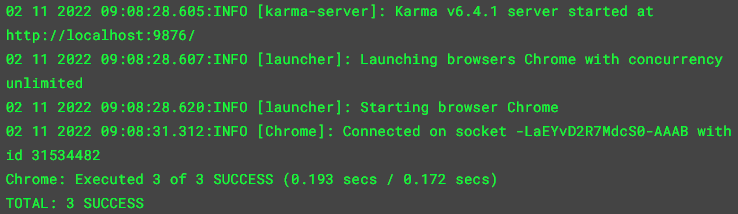 02 11 2022 09:08:28.605:INFO [karma-server]: Karma v6.4.1 server started at
http://localhost:9876/
02 11 2022 09:08:28.607:INFO [launcher]: Launching browsers Chrome with concurrency
unlimited
02 11 2022 09:08:28.620:INFO [launcher]: Starting browser Chrome
02 11 2022 09:08:31.312:INFO [Chrome]: Connected on socket -LaEYvD2R7MdcS0-AAAB with
id 31534482
Chrome: Executed 3 of 3 SUCCESS (0.193 secs / 0.172 secs)
TOTAL: 3 SUCCESS